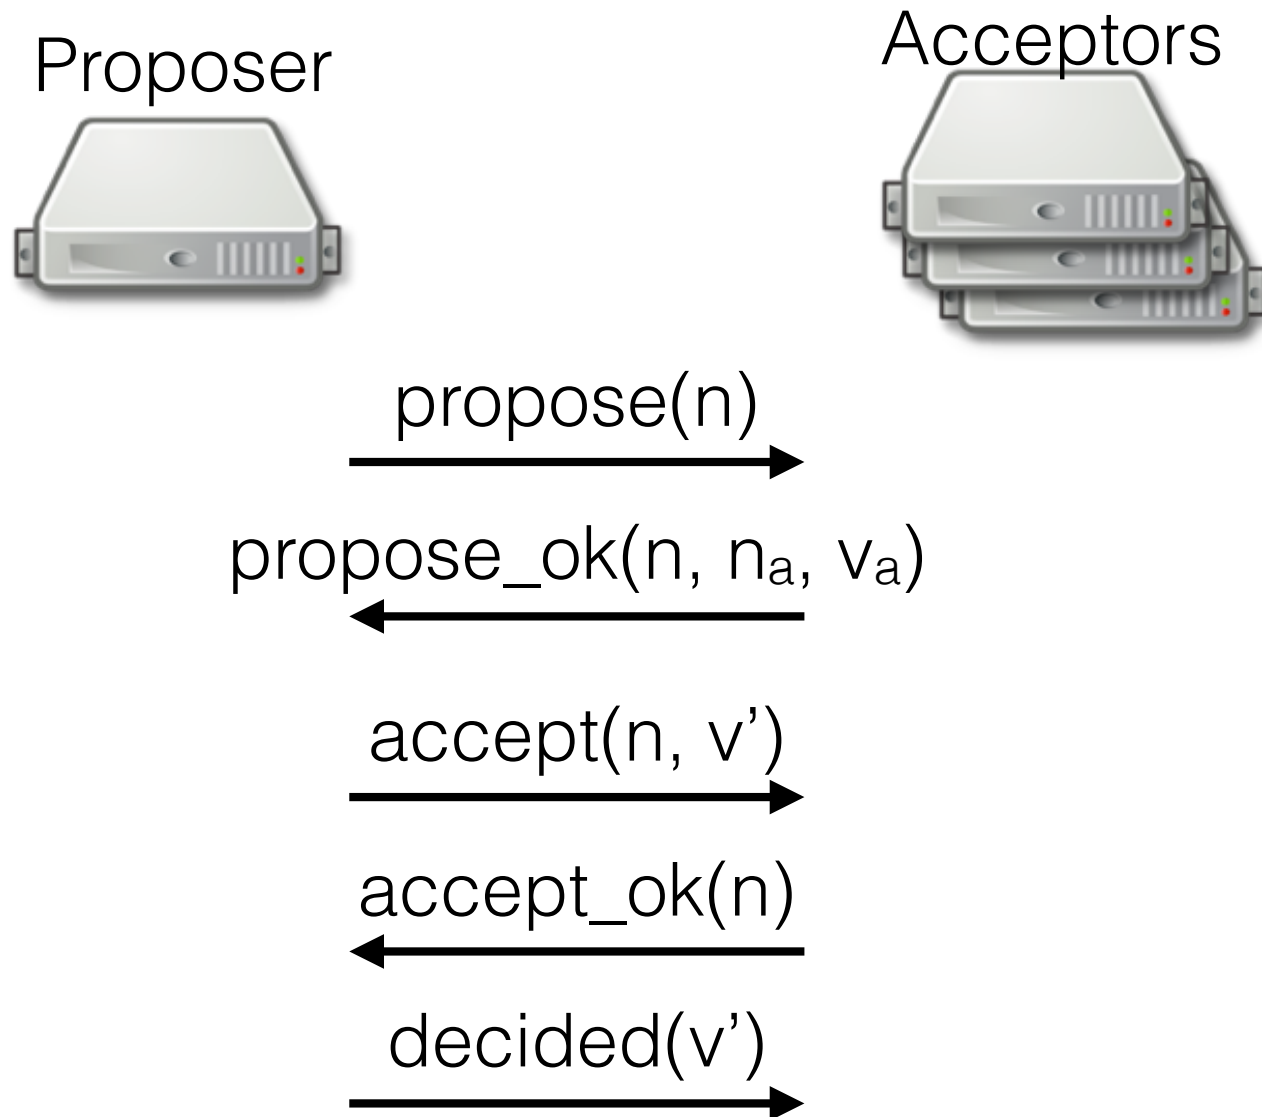 Proposer
Acceptors
propose(n)
propose_ok(n, nₐ, vₐ)
accept(n, v’)
accept_ok(n)
decided(v’)